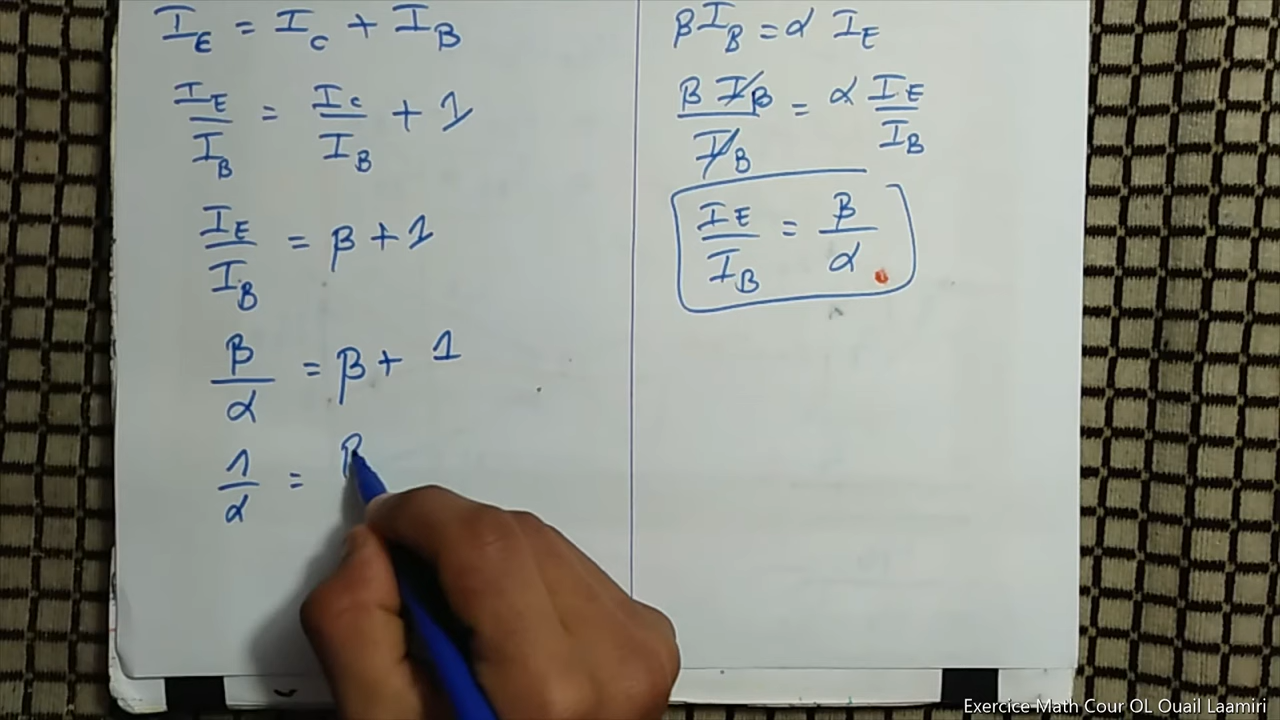 I_E = I_C + I_B
I_E/I_B = I_C/I_B + 1
I_E/I_B = β + 1
β/α = β + 1
1/α = β
β I_B = α I_E
β I_B/I_B = α I_E/I_B
I_E/I_B = β/α
Exercice Math Cour OL Ouail Laamiri